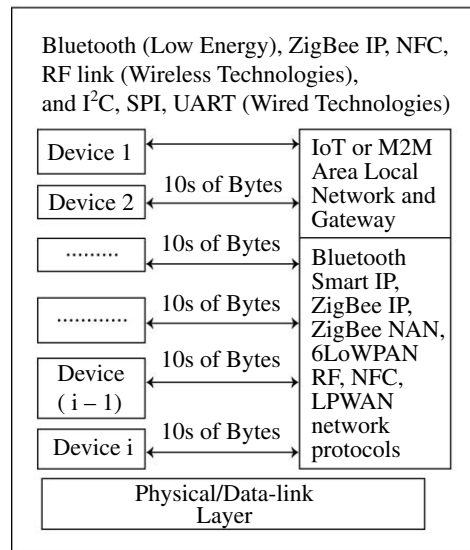 Bluetooth (Low Energy), ZigBee IP, NFC,
RF link (Wireless Technologies),
and I²C, SPI, UART (Wired Technologies)
Device 1
IoT or M2M
Area Local
Network and
Gateway
10s of Bytes
Device 2
10s of Bytes
.........
Bluetooth
Smart IP,
ZigBee IP,
ZigBee NAN,
6LoWPAN
RF, NFC,
LPWAN
network
protocols
10s of Bytes
............
10s of Bytes
Device
( i – 1)
10s of Bytes
Device i
Physical/Data-link
Layer